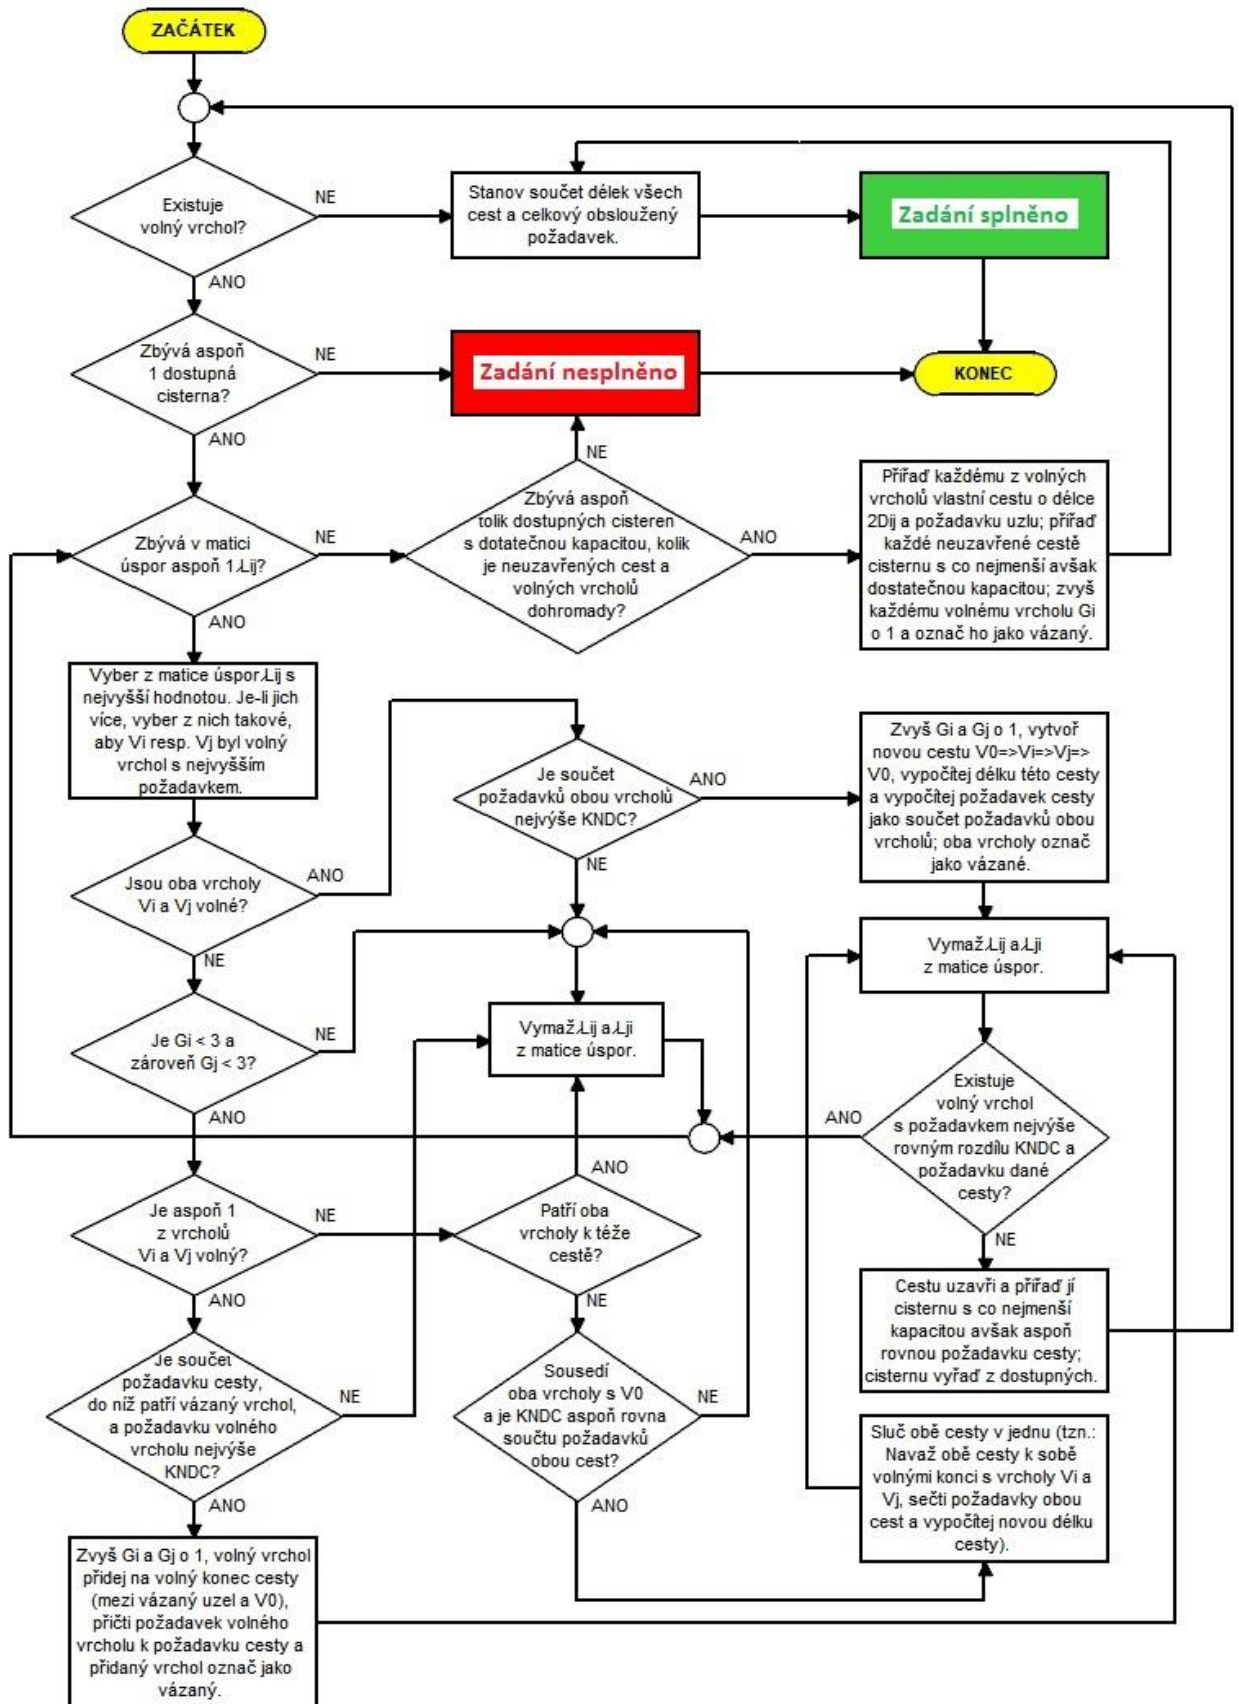 ZAČÁTEK
Existuje
volný vrchol?
NE
ANO
Stanov součet délek všech
cest a celkový obsloužený
požadavek.
Zadání splněno
Zbývá aspoň
1 dostupná
cisterna?
NE
ANO
Zadání nesplněno
KONEC
Zbývá v matici
úspor aspoň 1 Lij?
NE
ANO
NE
Zbývá aspoň
tolik dostupných cisteren
s dotatečnou kapacitou, kolik
je neuzavřených cest a
volných vrcholů
dohromady?
ANO
Přířaď každému z volných
vrcholů vlastní cestu o délce
2Dij a požadavku uzlu; přířaď
každé neuzavřené cestě
cisternu s co nejmenší avšak
dostatečnou kapacitou; zvyš
každému volnému vrcholu Gi
o 1 a označ ho jako vázaný.
Vyber z matice úspor Lij s
nejvyšší hodnotou. Je-li jich
více, vyber z nich takové,
aby Vi resp. Vj byl volný
vrchol s nejvyšším
požadavkem.
Je součet
požadavků obou vrcholů
nejvýše KNDC?
ANO
NE
Zvyš Gi a Gj o 1, vytvoř
novou cestu V0=>Vi=>Vj=>
V0, vypočítej délku této cesty
a vypočítej požadavek cesty
jako součet požadavků obou
vrcholů; oba vrcholy označ
jako vázané.
Jsou oba vrcholy
Vi a Vj volné?
ANO
NE
Vymaž Lij a Lji
z matice úspor.
Je Gi < 3 a
zároveň Gj < 3?
NE
ANO
Vymaž Lij a Lji
z matice úspor.
Existuje
volný vrchol
s požadavkem nejvýše
rovným rozdílu KNDC a
požadavku dané
cesty?
ANO
NE
Je aspoň 1
z vrcholů
Vi a Vj volný?
NE
ANO
ANO
Patří oba
vrcholy k téže
cestě?
NE
Cestu uzavři a přířaď jí
cisternu s co nejmenší
kapacitou avšak aspoň
rovnou požadavku cesty;
cisternu vyřaď z dostupných.
Je součet
požadavku cesty,
do níž patří vázaný vrchol,
a požadavku volného
vrcholu nejvýše
KNDC?
NE
ANO
Sousedí
oba vrcholy s V0
a je KNDC aspoň rovna
součtu požadavků
obou cest?
NE
ANO
Sluč obě cesty v jednu (tzn.:
Navaž obě cesty k sobě
volnými konci s vrcholy Vi a
Vj, sečti požadavky obou
cest a vypočítej novou délku
cesty).
Zvyš Gi a Gj o 1, volný vrchol
přidej na volný konec cesty
(mezi vázaný uzel a V0),
přičti požadavek volného
vrcholu k požadavku cesty a
přidaný vrchol označ jako
vázaný.